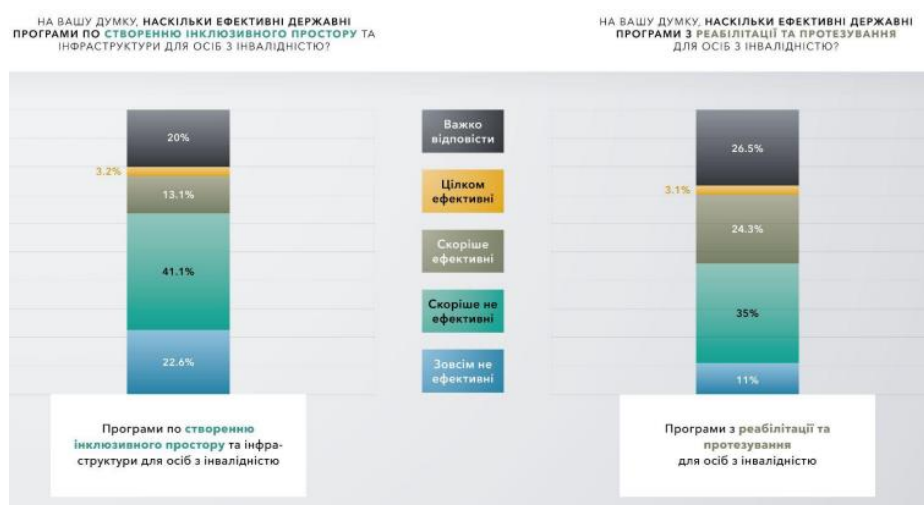 НА ВАШУ ДУМКУ, НАСКІЛЬКИ ЕФЕКТИВНІ ДЕРЖАВНІ
ПРОГРАМИ ПО СТВОРЕННЮ ІНКЛЮЗИВНОГО ПРОСТОРУ ТА
ІНФРАСТРУКТУРИ ДЛЯ ОСІБ З ІНВАЛІДНІСТЮ?
НА ВАШУ ДУМКУ, НАСКІЛЬКИ ЕФЕКТИВНІ ДЕРЖАВНІ
ПРОГРАМИ З РЕАБІЛІТАЦІЇ ТА ПРОТЕЗУВАННЯ
ДЛЯ ОСІБ З ІНВАЛІДНІСТЮ?
20%
3.2%
13.1%
41.1%
22.6%
Важко
відповісти
Цілком
ефективні
Скоріше
ефективні
Скоріше не
ефективні
Зовсім не
ефективні
26.5%
3.1%
24.3%
35%
11%
Програми по створенню
інклюзивного простору та інфра-
структури для осіб з інвалідністю
Програми з реабілітації та
протезування
для осіб з інвалідністю